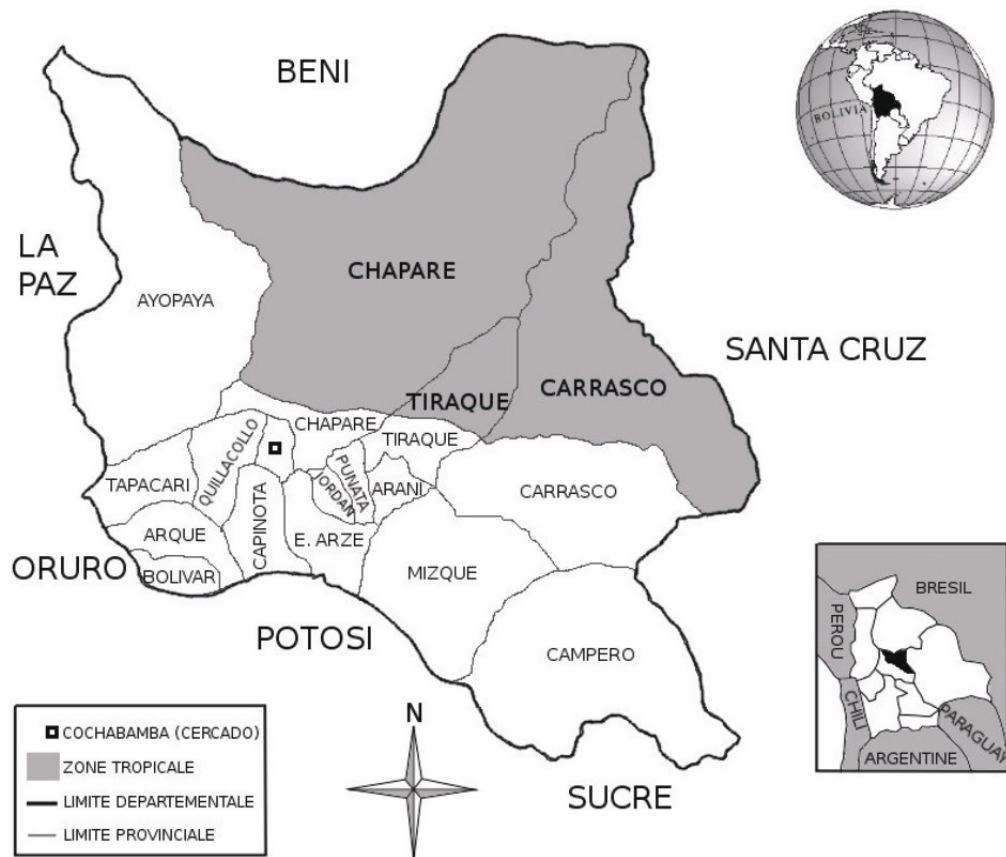 BENI
BOLIVIA
LA
PAZ
CHAPARE
AYOPAYA
SANTA CRUZ
TIRAQUE
CARRASCO
CHAPARE
TIRAQUE
QUILLACOLLO
PUNATA
JORDAN
ARANI
TAPACARI
CARRASCO
CAPINOTA
ARQUE
E. ARZE
ORURO
BOLIVAR
MIZQUE
POTOSI
CAMPERO
SUCRE
BRESIL
PEROU
CHILI
PARAGUAY
ARGENTINE
N
COCHABAMBA (CERCADO)
ZONE TROPICALE
LIMITE DEPARTEMENTALE
LIMITE PROVINCIALE